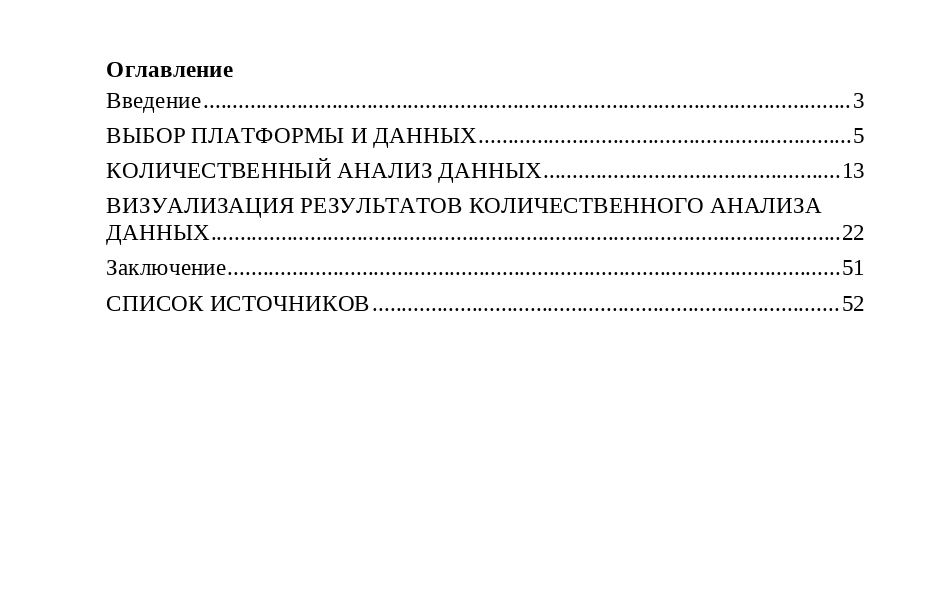 Оглавление
Введение.....................................................................................................................3
ВЫБОР ПЛАТФОРМЫ И ДАННЫХ................................................................5
КОЛИЧЕСТВЕННЫЙ АНАЛИЗ ДАННЫХ...................................................13
ВИЗУАЛИЗАЦИЯ РЕЗУЛЬТАТОВ КОЛИЧЕСТВЕННОГО АНАЛИЗА
ДАННЫХ............................................................................................................22
Заключение.........................................................................................................51
СПИСОК ИСТОЧНИКОВ................................................................................52